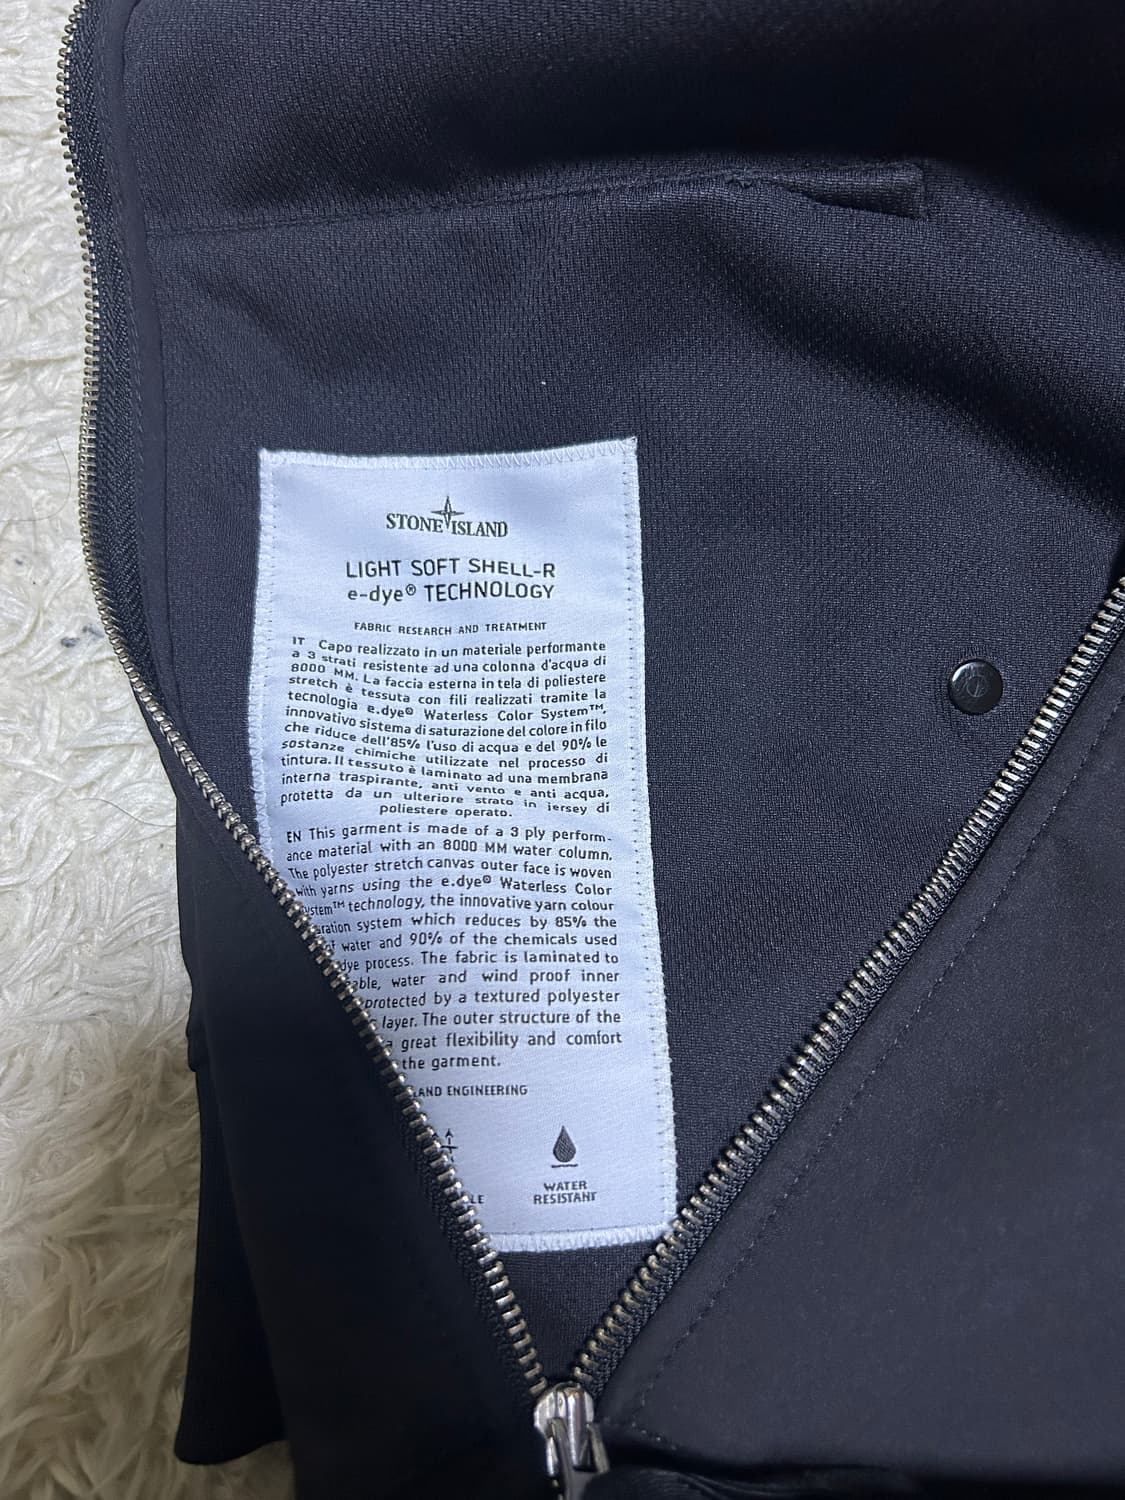 STONE ISLAND
LIGHT SOFT SHELL-R
e-dye® TECHNOLOGY
FABRIC RESEARCH AND TREATMENT
IT Capo realizzato in un materiale performante
a 3 strati resistente ad una colonna d'acqua di
8000 MM. La faccia esterna in tela di poliestere
stretch è tessuta con fili realizzati tramite la
tecnologia e.dye® Waterless Color System™,
innovativo sistema di saturazione del colore in filo
che riduce dell'85% l'uso di acqua e del 90% le
sostanze chimiche utilizzate nel processo di
tintura. Il tessuto è laminato ad una membrana
interna traspirante, anti vento e anti acqua,
protetta da un ulteriore strato in jersey di
poliestere operato.
EN This garment is made of a 3 ply perform-
ance material with an 8000 MM water column.
The polyester stretch canvas outer face is woven
with yarns using the e.dye® Waterless Color
ystem™ technology, the innovative yarn colour
ration system which reduces by 85% the
f water and 90% of the chemicals used
dye process. The fabric is laminated to
able, water and wind proof inner
protected by a textured polyester
layer. The outer structure of the
a great flexibility and comfort
the garment.
AND ENGINEERING
LE
WATER
RESISTANT